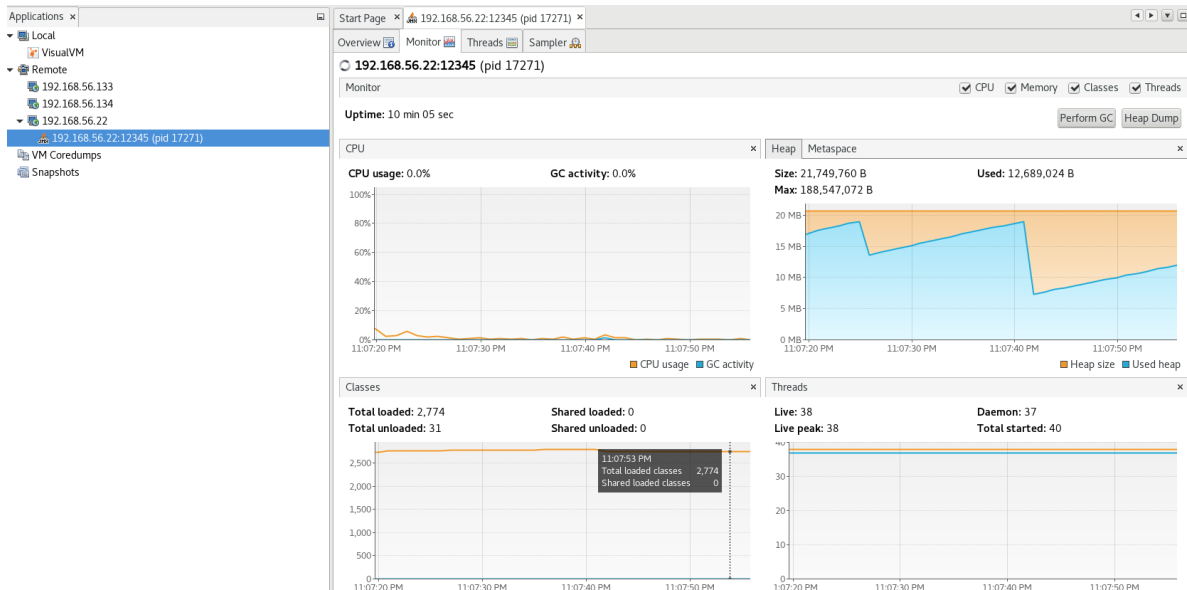 Applications ×
Local
VisualVM
Remote
192.168.56.133
192.168.56.134
192.168.56.22
192.168.56.22:12345 (pid 17271)
VM Coredumps
Snapshots
Start Page × 192.168.56.22:12345 (pid 17271) ×
Overview Monitor Threads Sampler
192.168.56.22:12345 (pid 17271)
Monitor CPU Memory Classes Threads
Uptime: 10 min 05 sec
Perform GC Heap Dump
CPU ×
CPU usage: 0.0% GC activity: 0.0%
100%
80%
60%
40%
20%
0%
11:07:20 PM 11:07:30 PM 11:07:40 PM 11:07:50 PM
CPU usage GC activity
Heap Metaspace ×
Size: 21,749,760 B Used: 12,689,024 B
Max: 188,547,072 B
20 MB
15 MB
10 MB
5 MB
0 MB
11:07:20 PM 11:07:30 PM 11:07:40 PM 11:07:50 PM
Heap size Used heap
Classes ×
Total loaded: 2,774 Shared loaded: 0
Total unloaded: 31 Shared unloaded: 0
2,500
2,000
1,500
1,000
500
0
11:07:53 PM
Total loaded classes 2,774
Shared loaded classes 0
11:07:20 PM 11:07:30 PM 11:07:40 PM 11:07:50 PM
Threads ×
Live: 38 Daemon: 37
Live peak: 38 Total started: 40
40
30
20
10
0
1:07:20 PM 11:07:30 PM 11:07:40 PM 11:07:50 PM